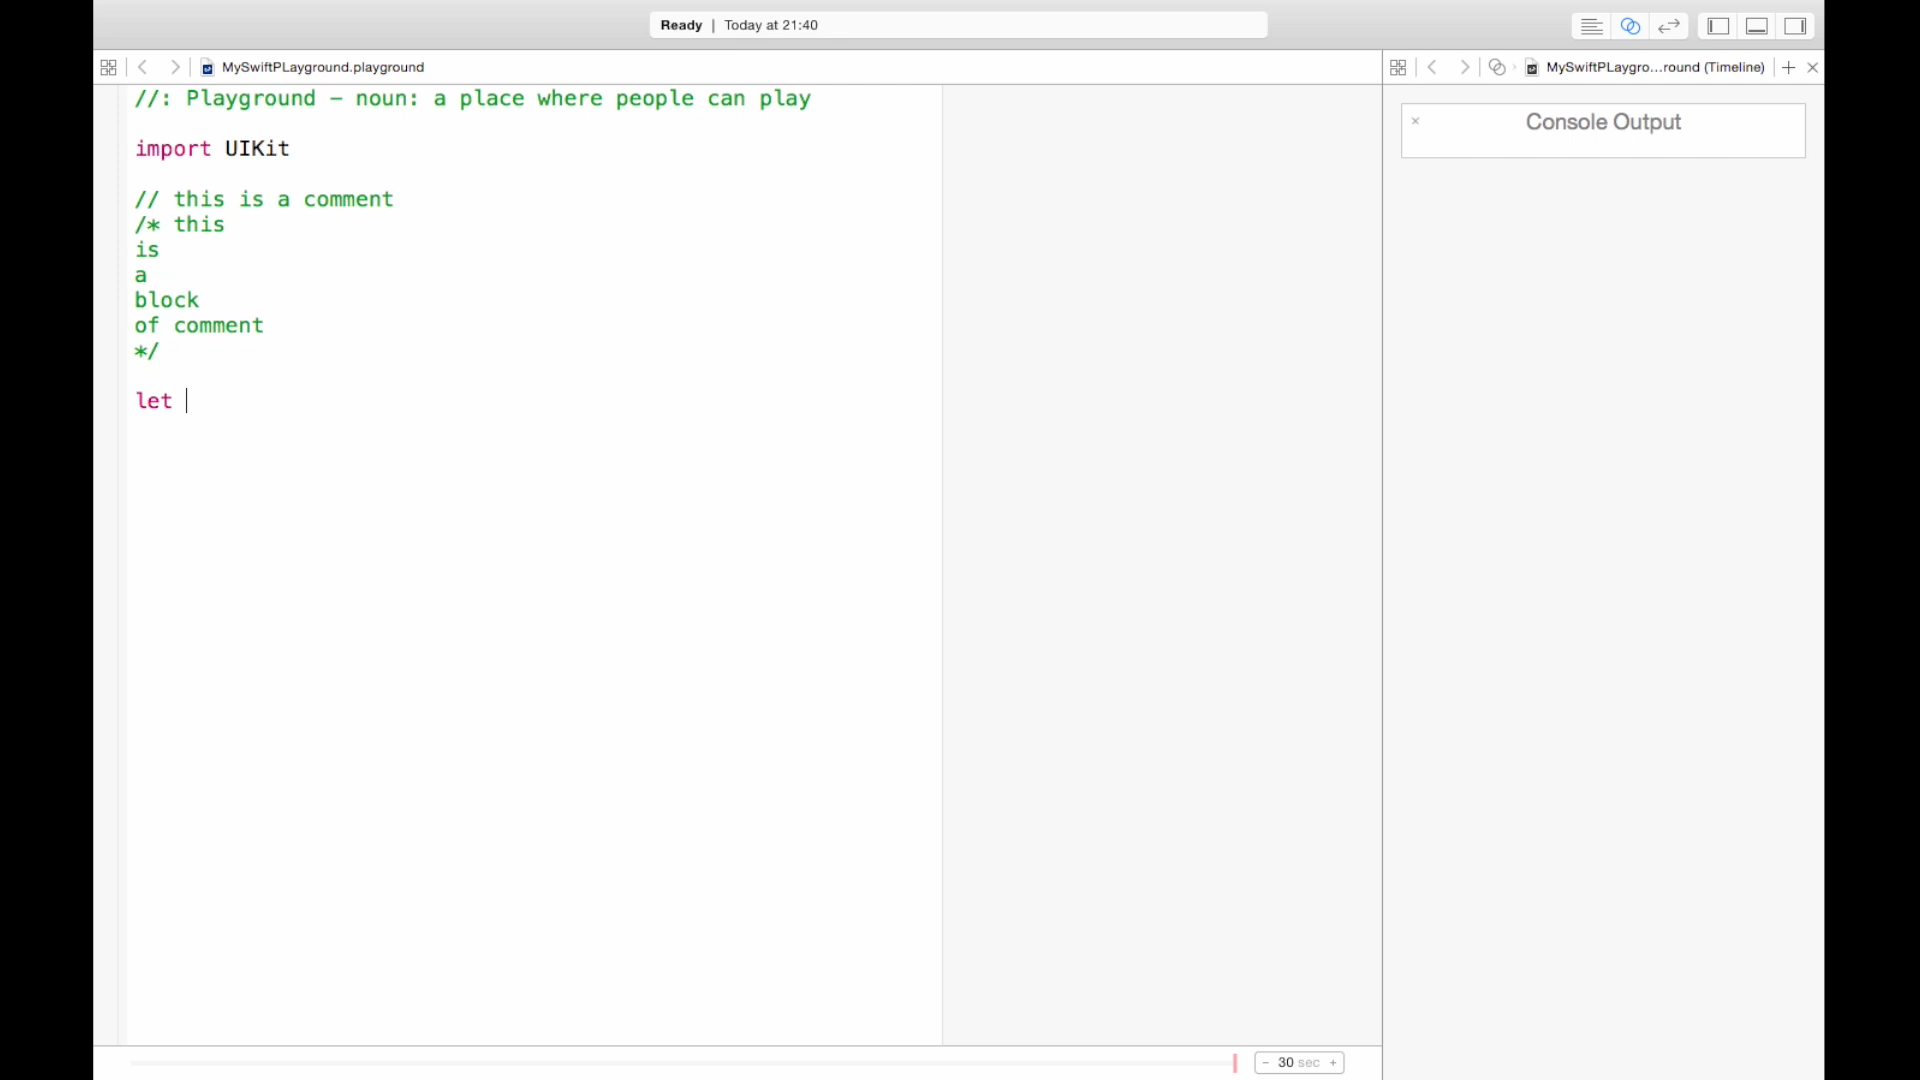 Ready | Today at 21:40
MySwiftPLayground.playground
MySwiftPLaygro...round (Timeline)
//: Playground – noun: a place where people can play
import UIKit
// this is a comment
/* this
is
a
block
of comment
*/
let
Console Output
30 sec